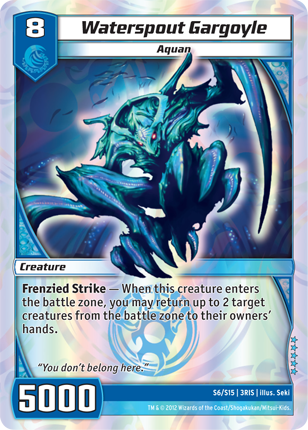 8
Waterspout Gargoyle
Aquan
Creature
Frenzied Strike — When this creature enters
the battle zone, you may return up to 2 target
creatures from the battle zone to their owners'
hands.
"You don't belong here."
5000
S6/S15 | 3RIS | illus. Seki
TM & © 2012 Wizards of the Coast/Shogakukan/Mitsui-Kids.